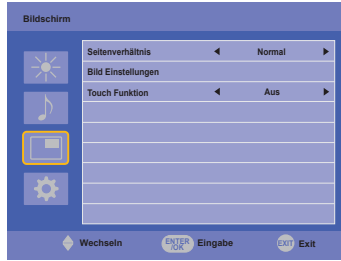 Bildschirm
Seitenverhältnis Normal
Bild Einstellungen
Touch Funktion Aus
Wechseln ENTER /OK Eingabe EXIT Exit